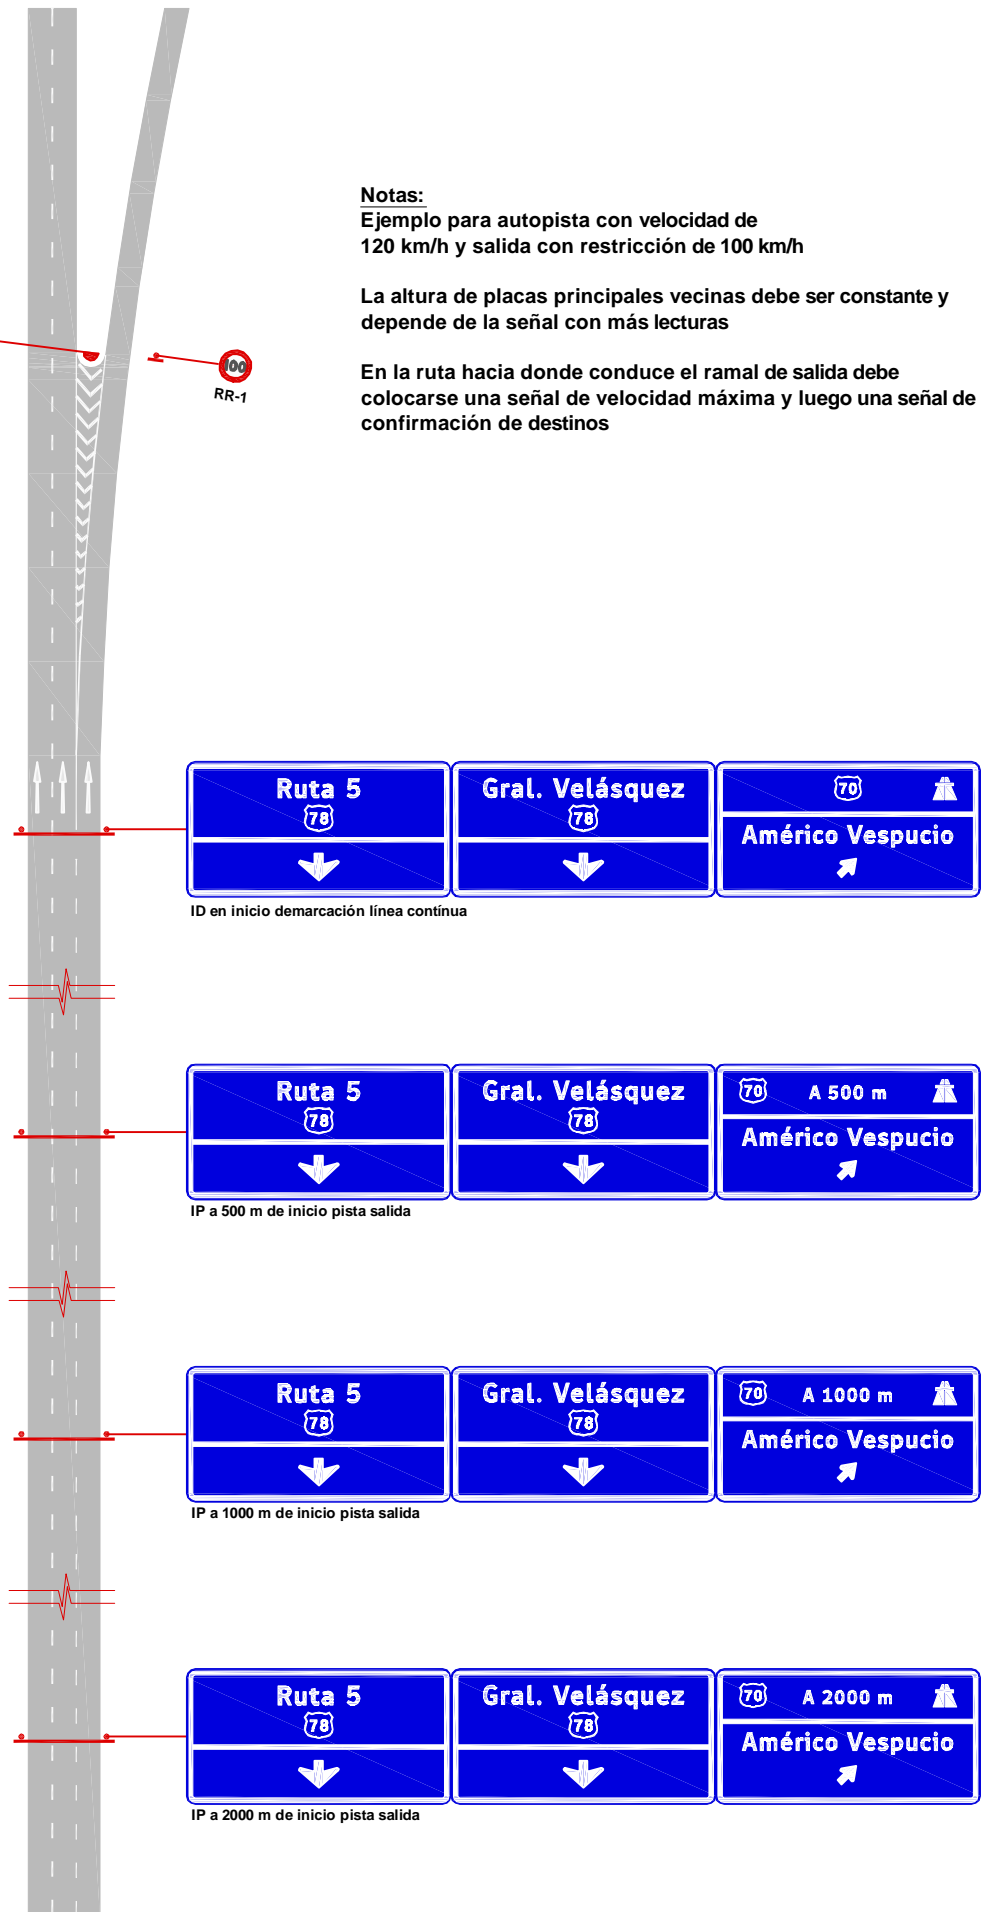 Notas:
Ejemplo para autopista con velocidad de
120 km/h y salida con restricción de 100 km/h
La altura de placas principales vecinas debe ser constante y
depende de la señal con más lecturas
En la ruta hacia donde conduce el ramal de salida debe
colocarse una señal de velocidad máxima y luego una señal de
confirmación de destinos
100
RR-1
Ruta 5
78
Gral. Velásquez
78
70
Américo Vespucio
ID en inicio demarcación línea contínua
Ruta 5
78
Gral. Velásquez
78
70 A 500 m
Américo Vespucio
IP a 500 m de inicio pista salida
Ruta 5
78
Gral. Velásquez
78
70 A 1000 m
Américo Vespucio
IP a 1000 m de inicio pista salida
Ruta 5
78
Gral. Velásquez
78
70 A 2000 m
Américo Vespucio
IP a 2000 m de inicio pista salida